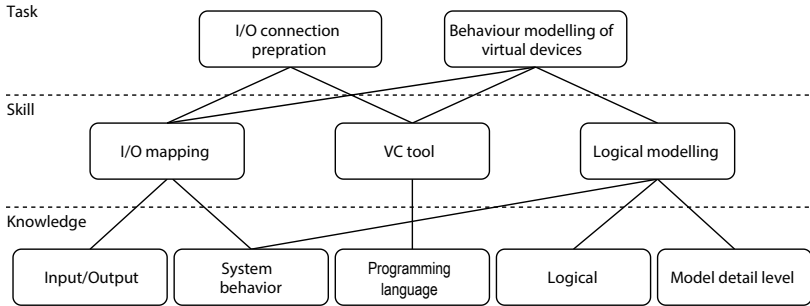 Task
I/O connection
prepration
Behaviour modelling of
virtual devices
Skill
I/O mapping
VC tool
Logical modelling
Knowledge
Input/Output
System
behavior
Programming
language
Logical
Model detail level